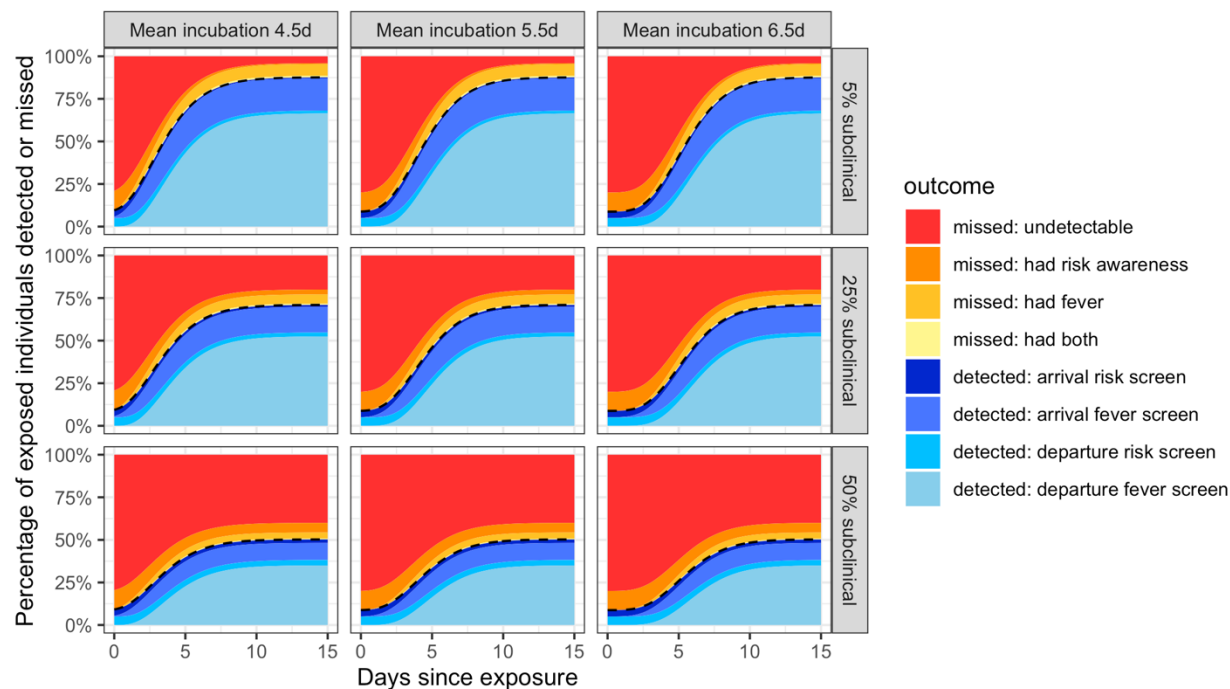 Mean incubation 4.5d
Mean incubation 5.5d
Mean incubation 6.5d
Percentage of exposed individuals detected or missed
100%
75%
50%
25%
0%
5% subclinical
100%
75%
50%
25%
0%
25% subclinical
100%
75%
50%
25%
0%
50% subclinical
0 5 10 15
0 5 10 15
0 5 10 15
Days since exposure
outcome
missed: undetectable
missed: had risk awareness
missed: had fever
missed: had both
detected: arrival risk screen
detected: arrival fever screen
detected: departure risk screen
detected: departure fever screen